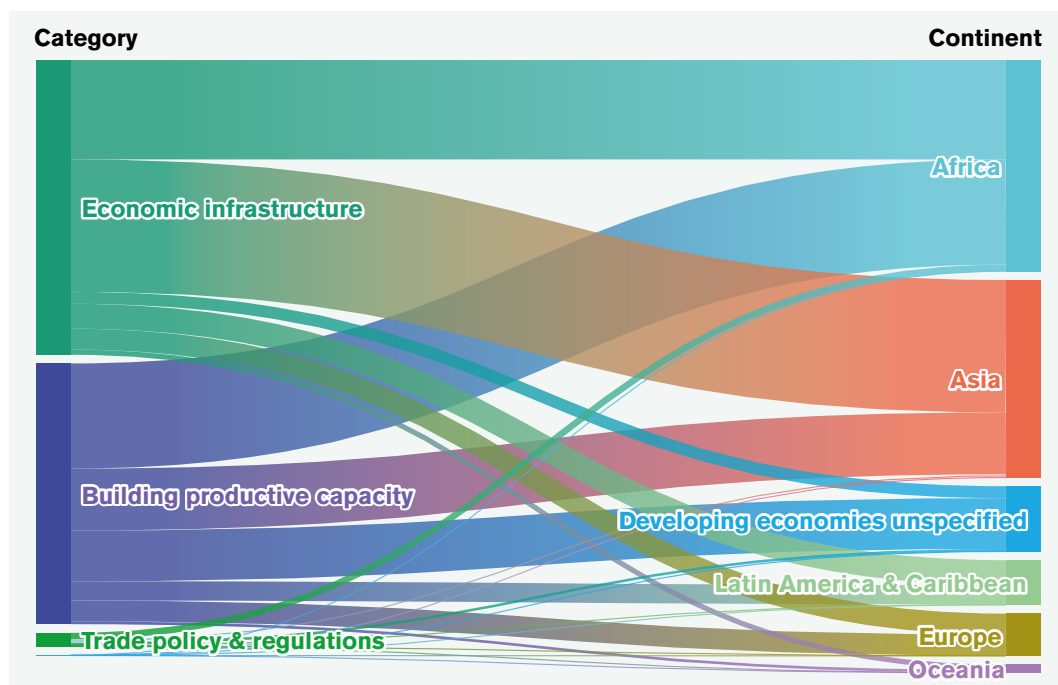 Category
Continent
Africa
Economic infrastructure
Asia
Building productive capacity
Developing economies unspecified
Latin America & Caribbean
Europe
Trade policy & regulations
Oceania